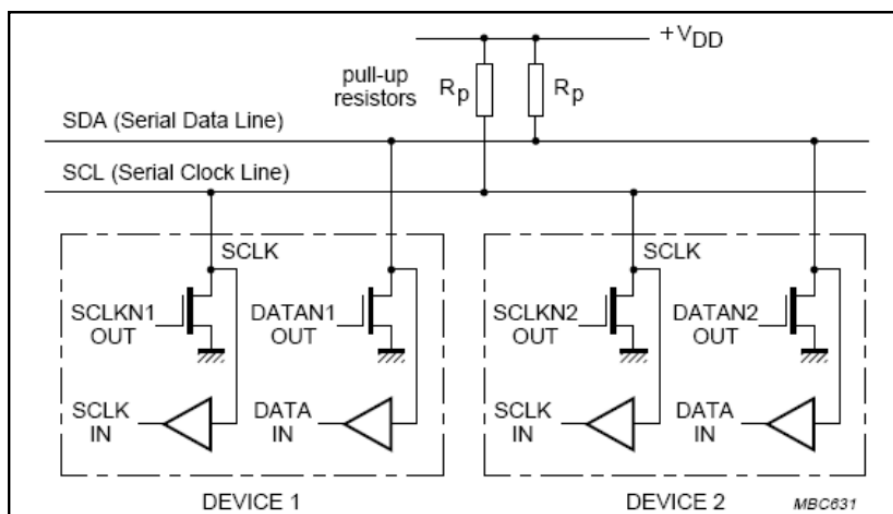 +VDD
pull-up
resistors
Rp
Rp
SDA (Serial Data Line)
SCL (Serial Clock Line)
SCLK
SCLK
SCLKN1
OUT
DATAN1
OUT
SCLKN2
OUT
DATAN2
OUT
SCLK
IN
DATA
IN
SCLK
IN
DATA
IN
DEVICE 1
DEVICE 2
MBC631